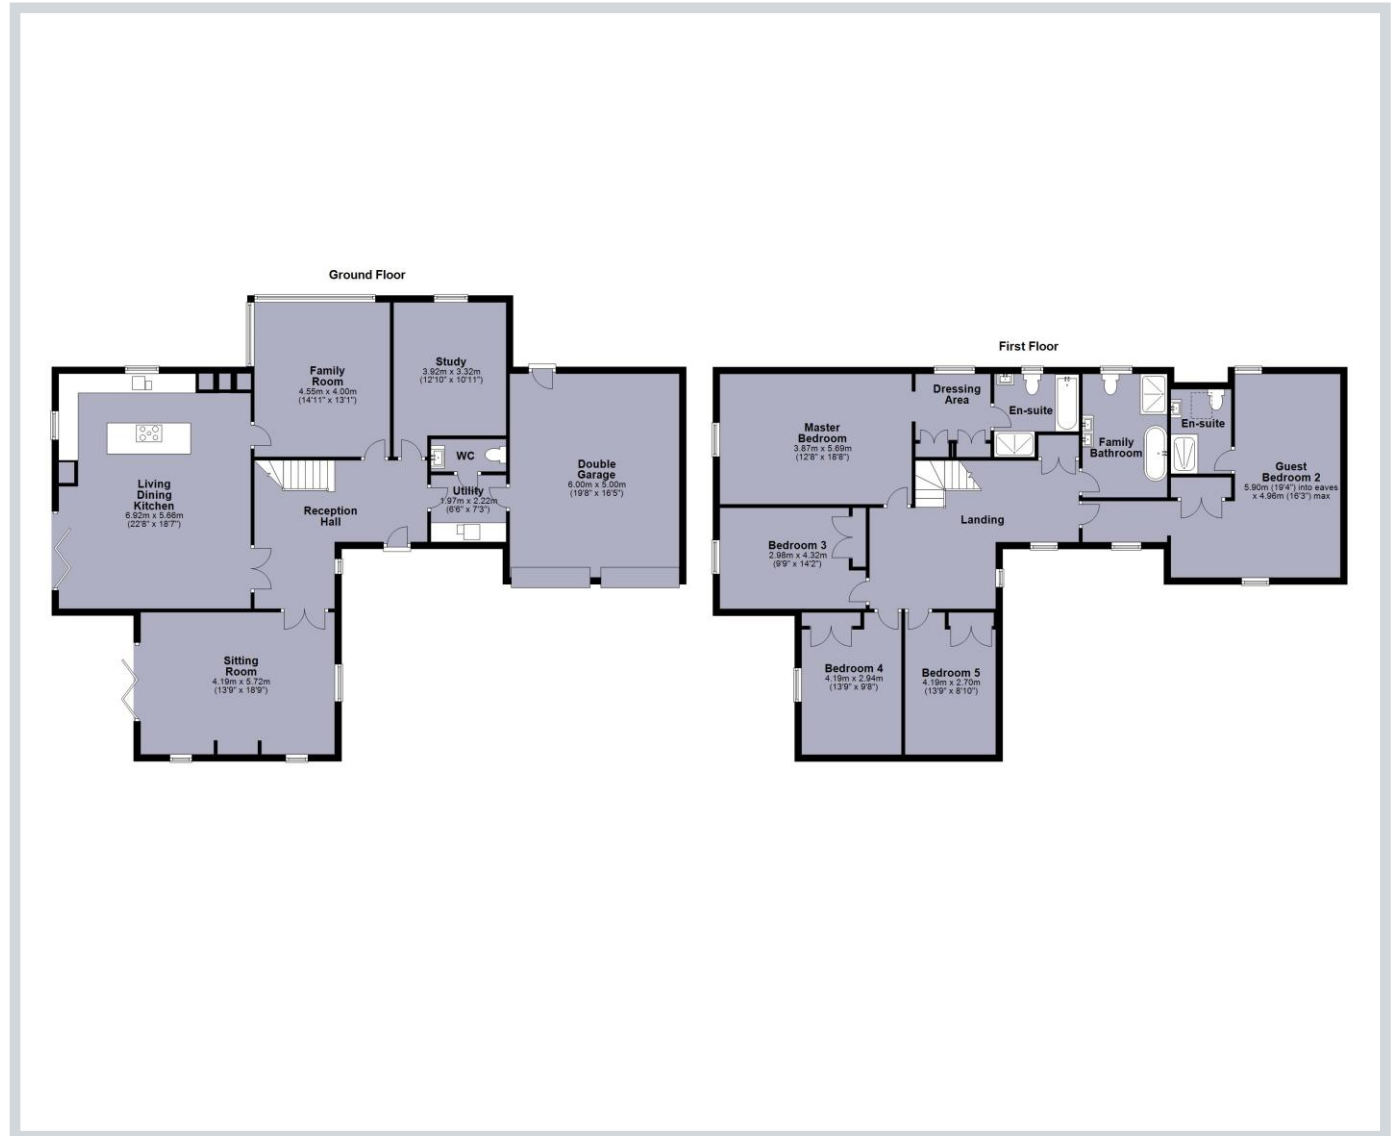 Ground Floor
Family
Room
4.55m x 4.00m
(14'11" x 13'1")
Study
3.92m x 3.32m
(12'10" x 10'11")
Double
Garage
6.00m x 5.00m
(19'8" x 16'5")
WC
Utility
1.97m x 2.22m
(6'6" x 7'3")
Living
Dining
Kitchen
6.92m x 5.66m
(22'8" x 18'7")
Reception
Hall
Sitting
Room
4.19m x 5.72m
(13'9" x 18'9")
First Floor
Master
Bedroom
3.87m x 5.69m
(12'8" x 18'8")
Dressing
Area
En-suite
Family
Bathroom
En-suite
Guest
Bedroom 2
5.90m (19'4") into eaves
x 4.96m (16'3") max
Landing
Bedroom 3
2.98m x 4.32m
(9'9" x 14'2")
Bedroom 4
4.19m x 2.94m
(13'9" x 9'8")
Bedroom 5
4.19m x 2.70m
(13'9" x 8'10")